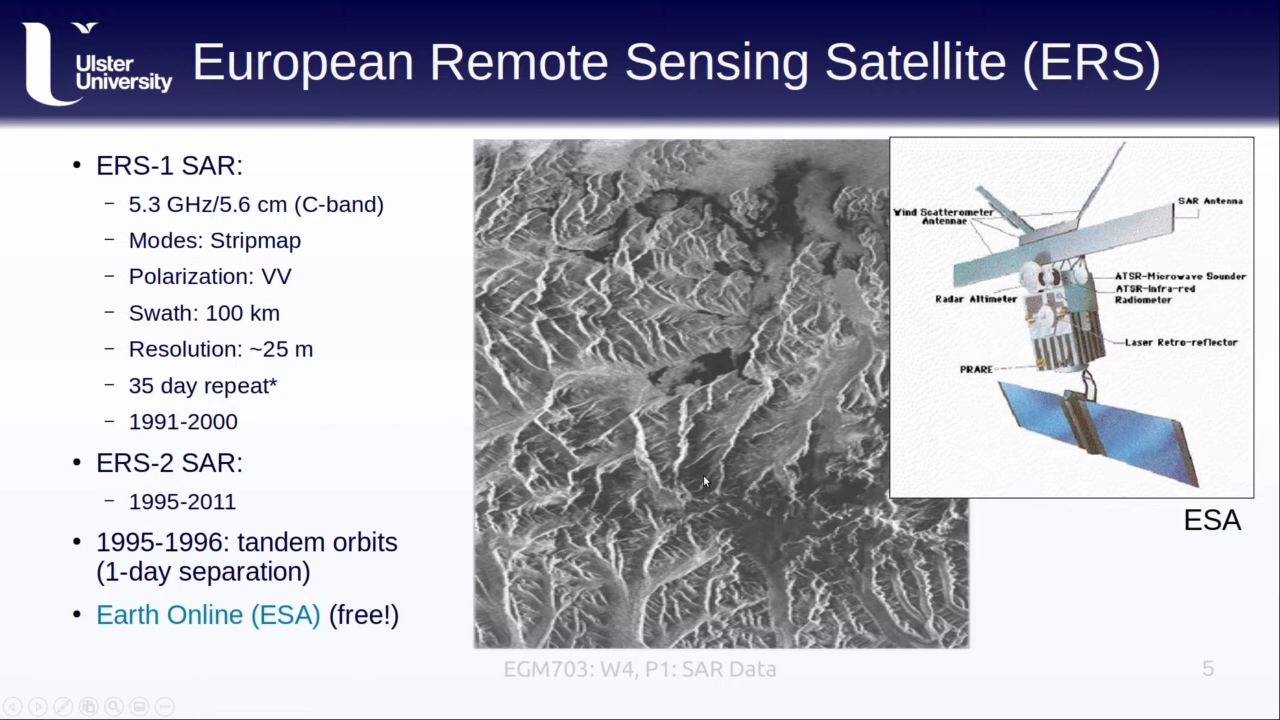 Ulster
University
European Remote Sensing Satellite (ERS)
• ERS-1 SAR:
– 5.3 GHz/5.6 cm (C-band)
– Modes: Stripmap
– Polarization: VV
– Swath: 100 km
– Resolution: ~25 m
– 35 day repeat*
– 1991-2000
• ERS-2 SAR:
– 1995-2011
• 1995-1996: tandem orbits
(1-day separation)
• Earth Online (ESA) (free!)
Wind Scatterometer
Antennae
SAR Antenna
ATSR-Microwave Sounder
ATSR-Infra-red
Radiometer
Radar Altimeter
Laser Retro-reflector
PRARE
ESA
EGM703: W4, P1: SAR Data
5